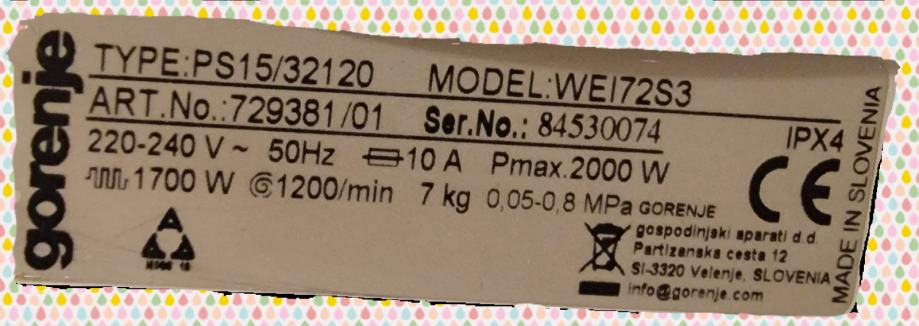 gorenje
TYPE:PS15/32120 MODEL:WEI72S3
ART.No.:729381/01 Ser.No.: 84530074
IPX4
220-240 V ~ 50Hz 10 A Pmax.2000 W
1700 W 1200/min 7 kg 0,05-0,8 MPa
CE
GORENJE
gospodinjski aparati d.d.
Partizanska cesta 12
SI-3320 Velenje, SLOVENIA
info@gorenje.com
MADE IN SLOVENIA